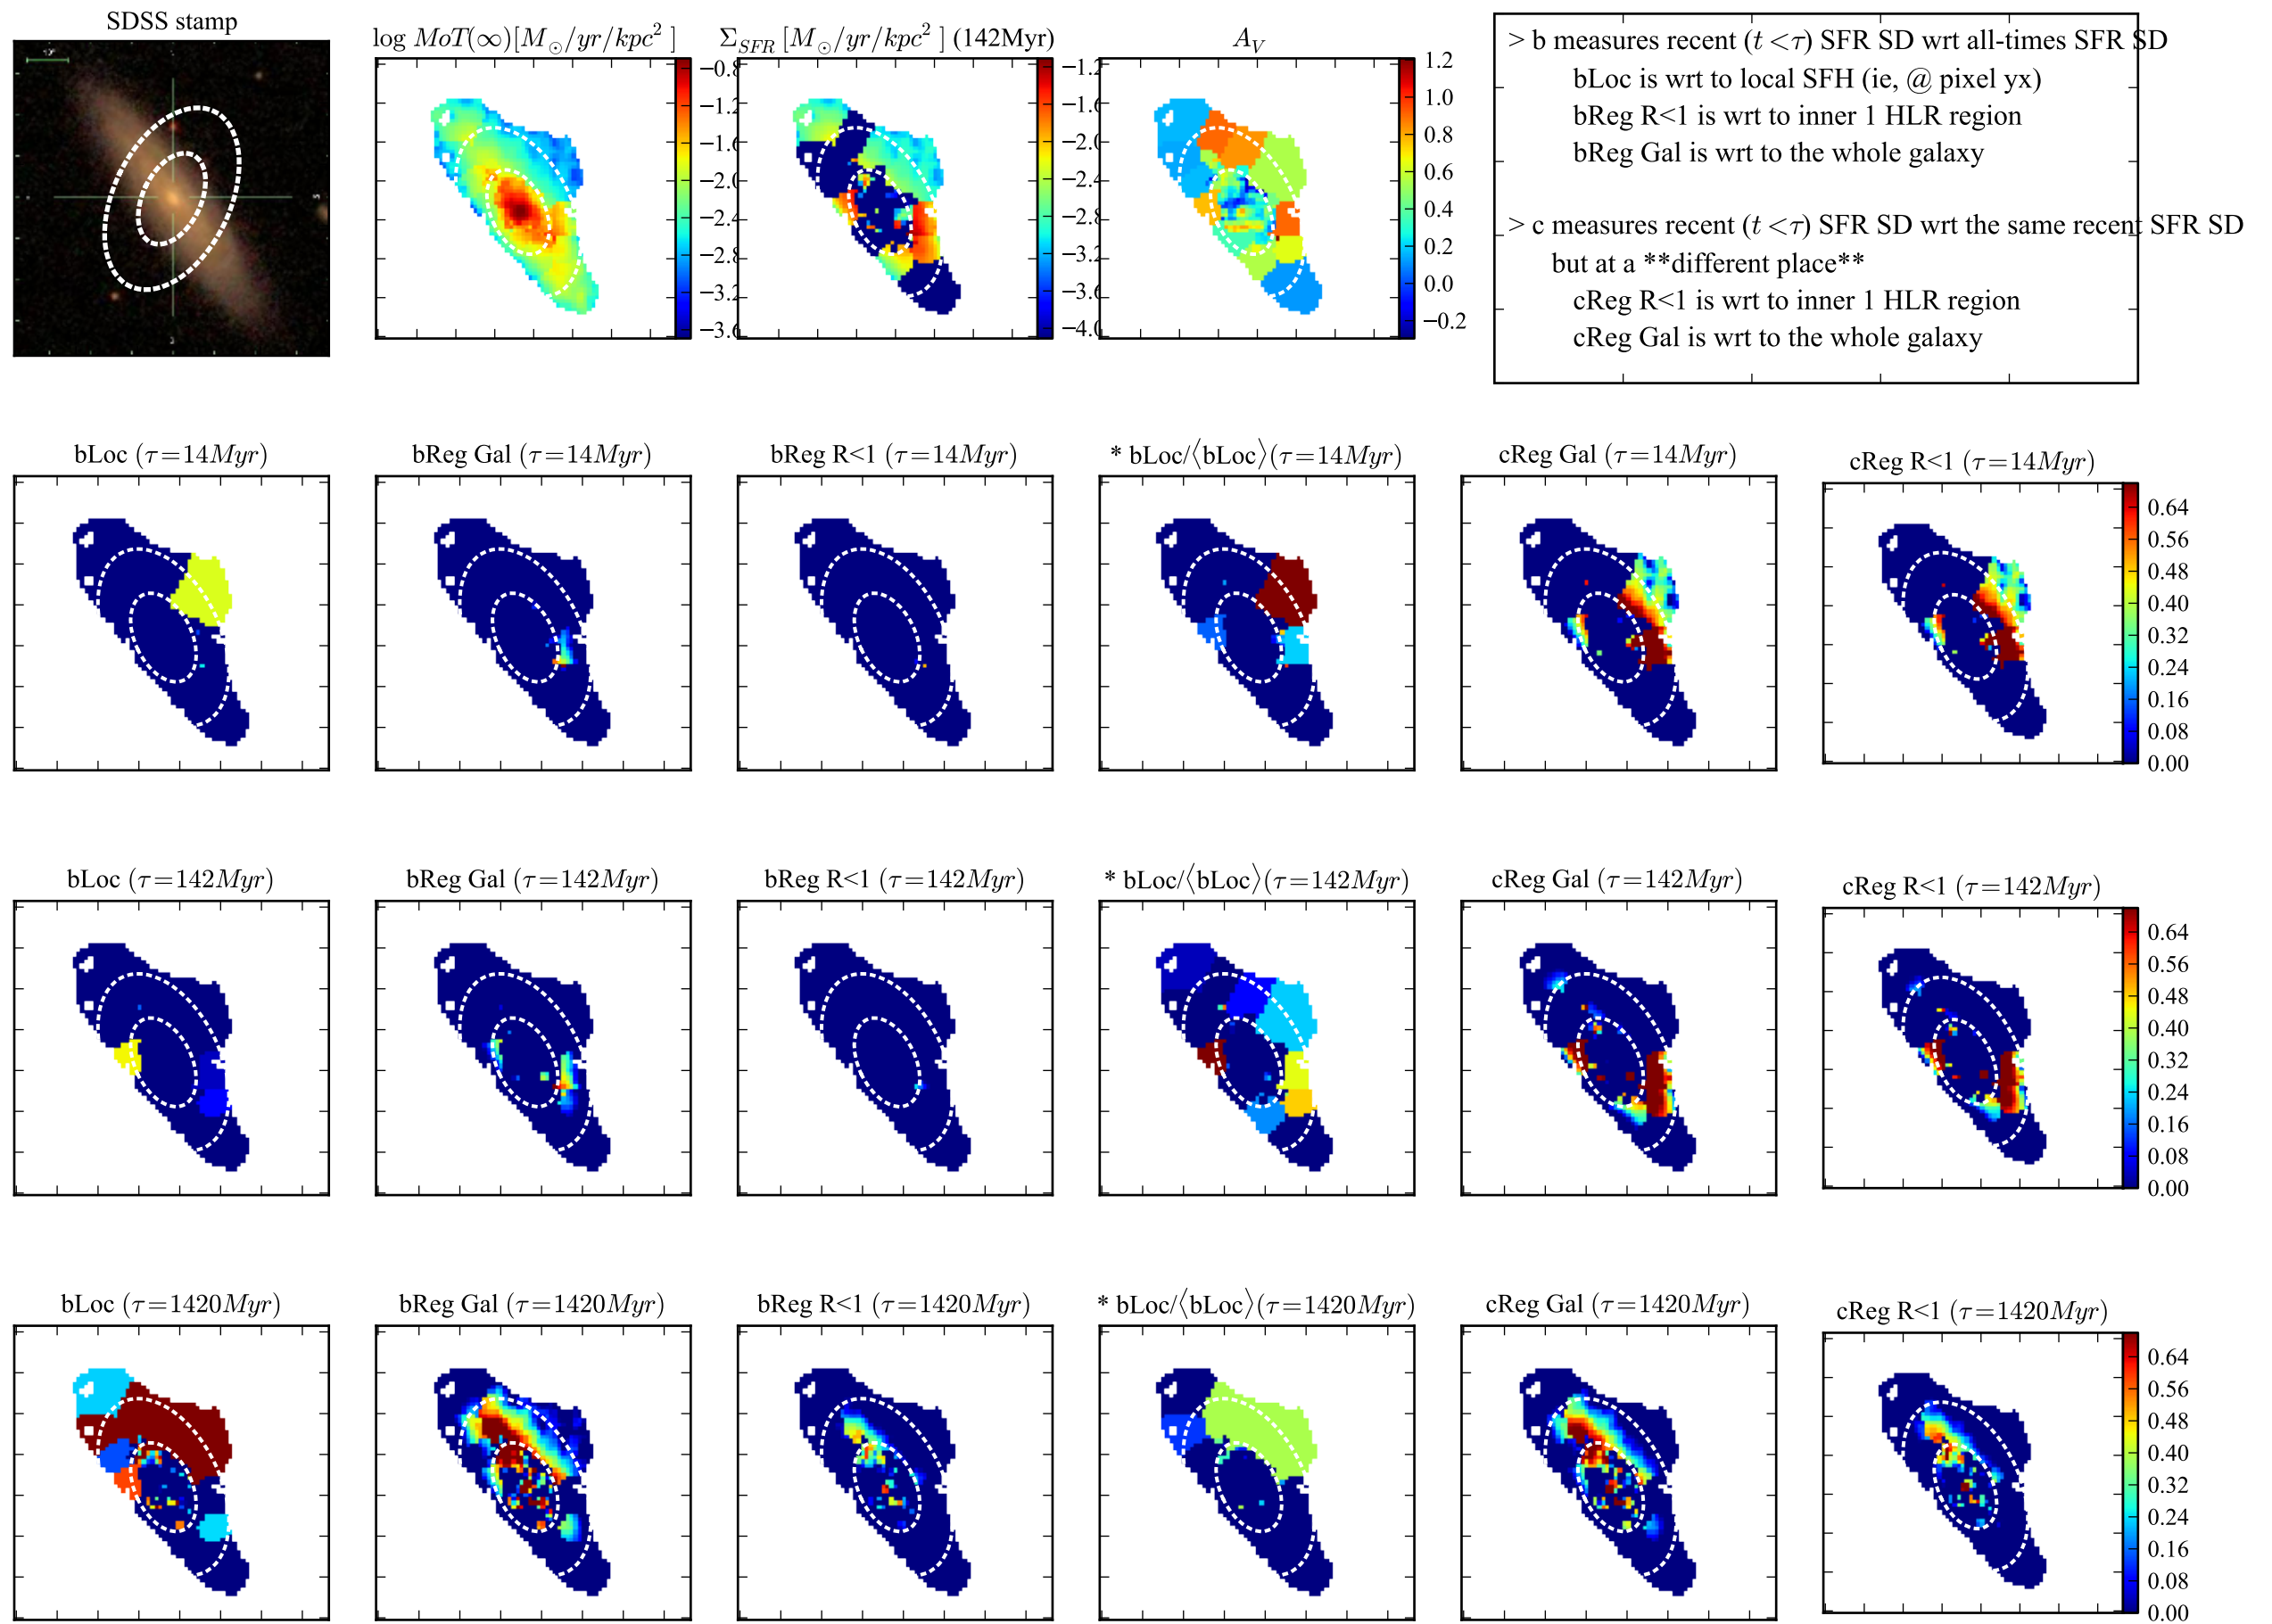 SDSS stamp
log MoT(∞)[M⊙/yr/kpc² ]
Σ_SFR [M⊙/yr/kpc² ] (142Myr)
A_V
−1.2
−1.6
−2.0
−2.4
−2.8
−3.2
1.2
1.0
0.8
0.6
0.4
0.2
0.0
−0.2
−1.6
−2.0
−2.4
−2.8
−3.2
> b measures recent (t <τ) SFR SD wrt all-times SFR SD
bLoc is wrt to local SFH (ie, @ pixel yx)
bReg R<1 is wrt to inner 1 HLR region
bReg Gal is wrt to the whole galaxy
> c measures recent (t <τ) SFR SD wrt the same recent SFR SD
but at a **different place**
cReg R<1 is wrt to inner 1 HLR region
cReg Gal is wrt to the whole galaxy
bLoc (τ=14Myr)
bReg Gal (τ=14Myr)
bReg R<1 (τ=14Myr)
* bLoc/⟨bLoc⟩(τ=14Myr)
cReg Gal (τ=14Myr)
cReg R<1 (τ=14Myr)
0.64
0.56
0.48
0.40
0.32
0.24
0.16
0.08
0.00
bLoc (τ=142Myr)
bReg Gal (τ=142Myr)
bReg R<1 (τ=142Myr)
* bLoc/⟨bLoc⟩(τ=142Myr)
cReg Gal (τ=142Myr)
cReg R<1 (τ=142Myr)
0.64
0.56
0.48
0.40
0.32
0.24
0.16
0.08
0.00
bLoc (τ=1420Myr)
bReg Gal (τ=1420Myr)
bReg R<1 (τ=1420Myr)
* bLoc/⟨bLoc⟩(τ=1420Myr)
cReg Gal (τ=1420Myr)
cReg R<1 (τ=1420Myr)
0.64
0.56
0.48
0.40
0.32
0.24
0.16
0.08
0.00